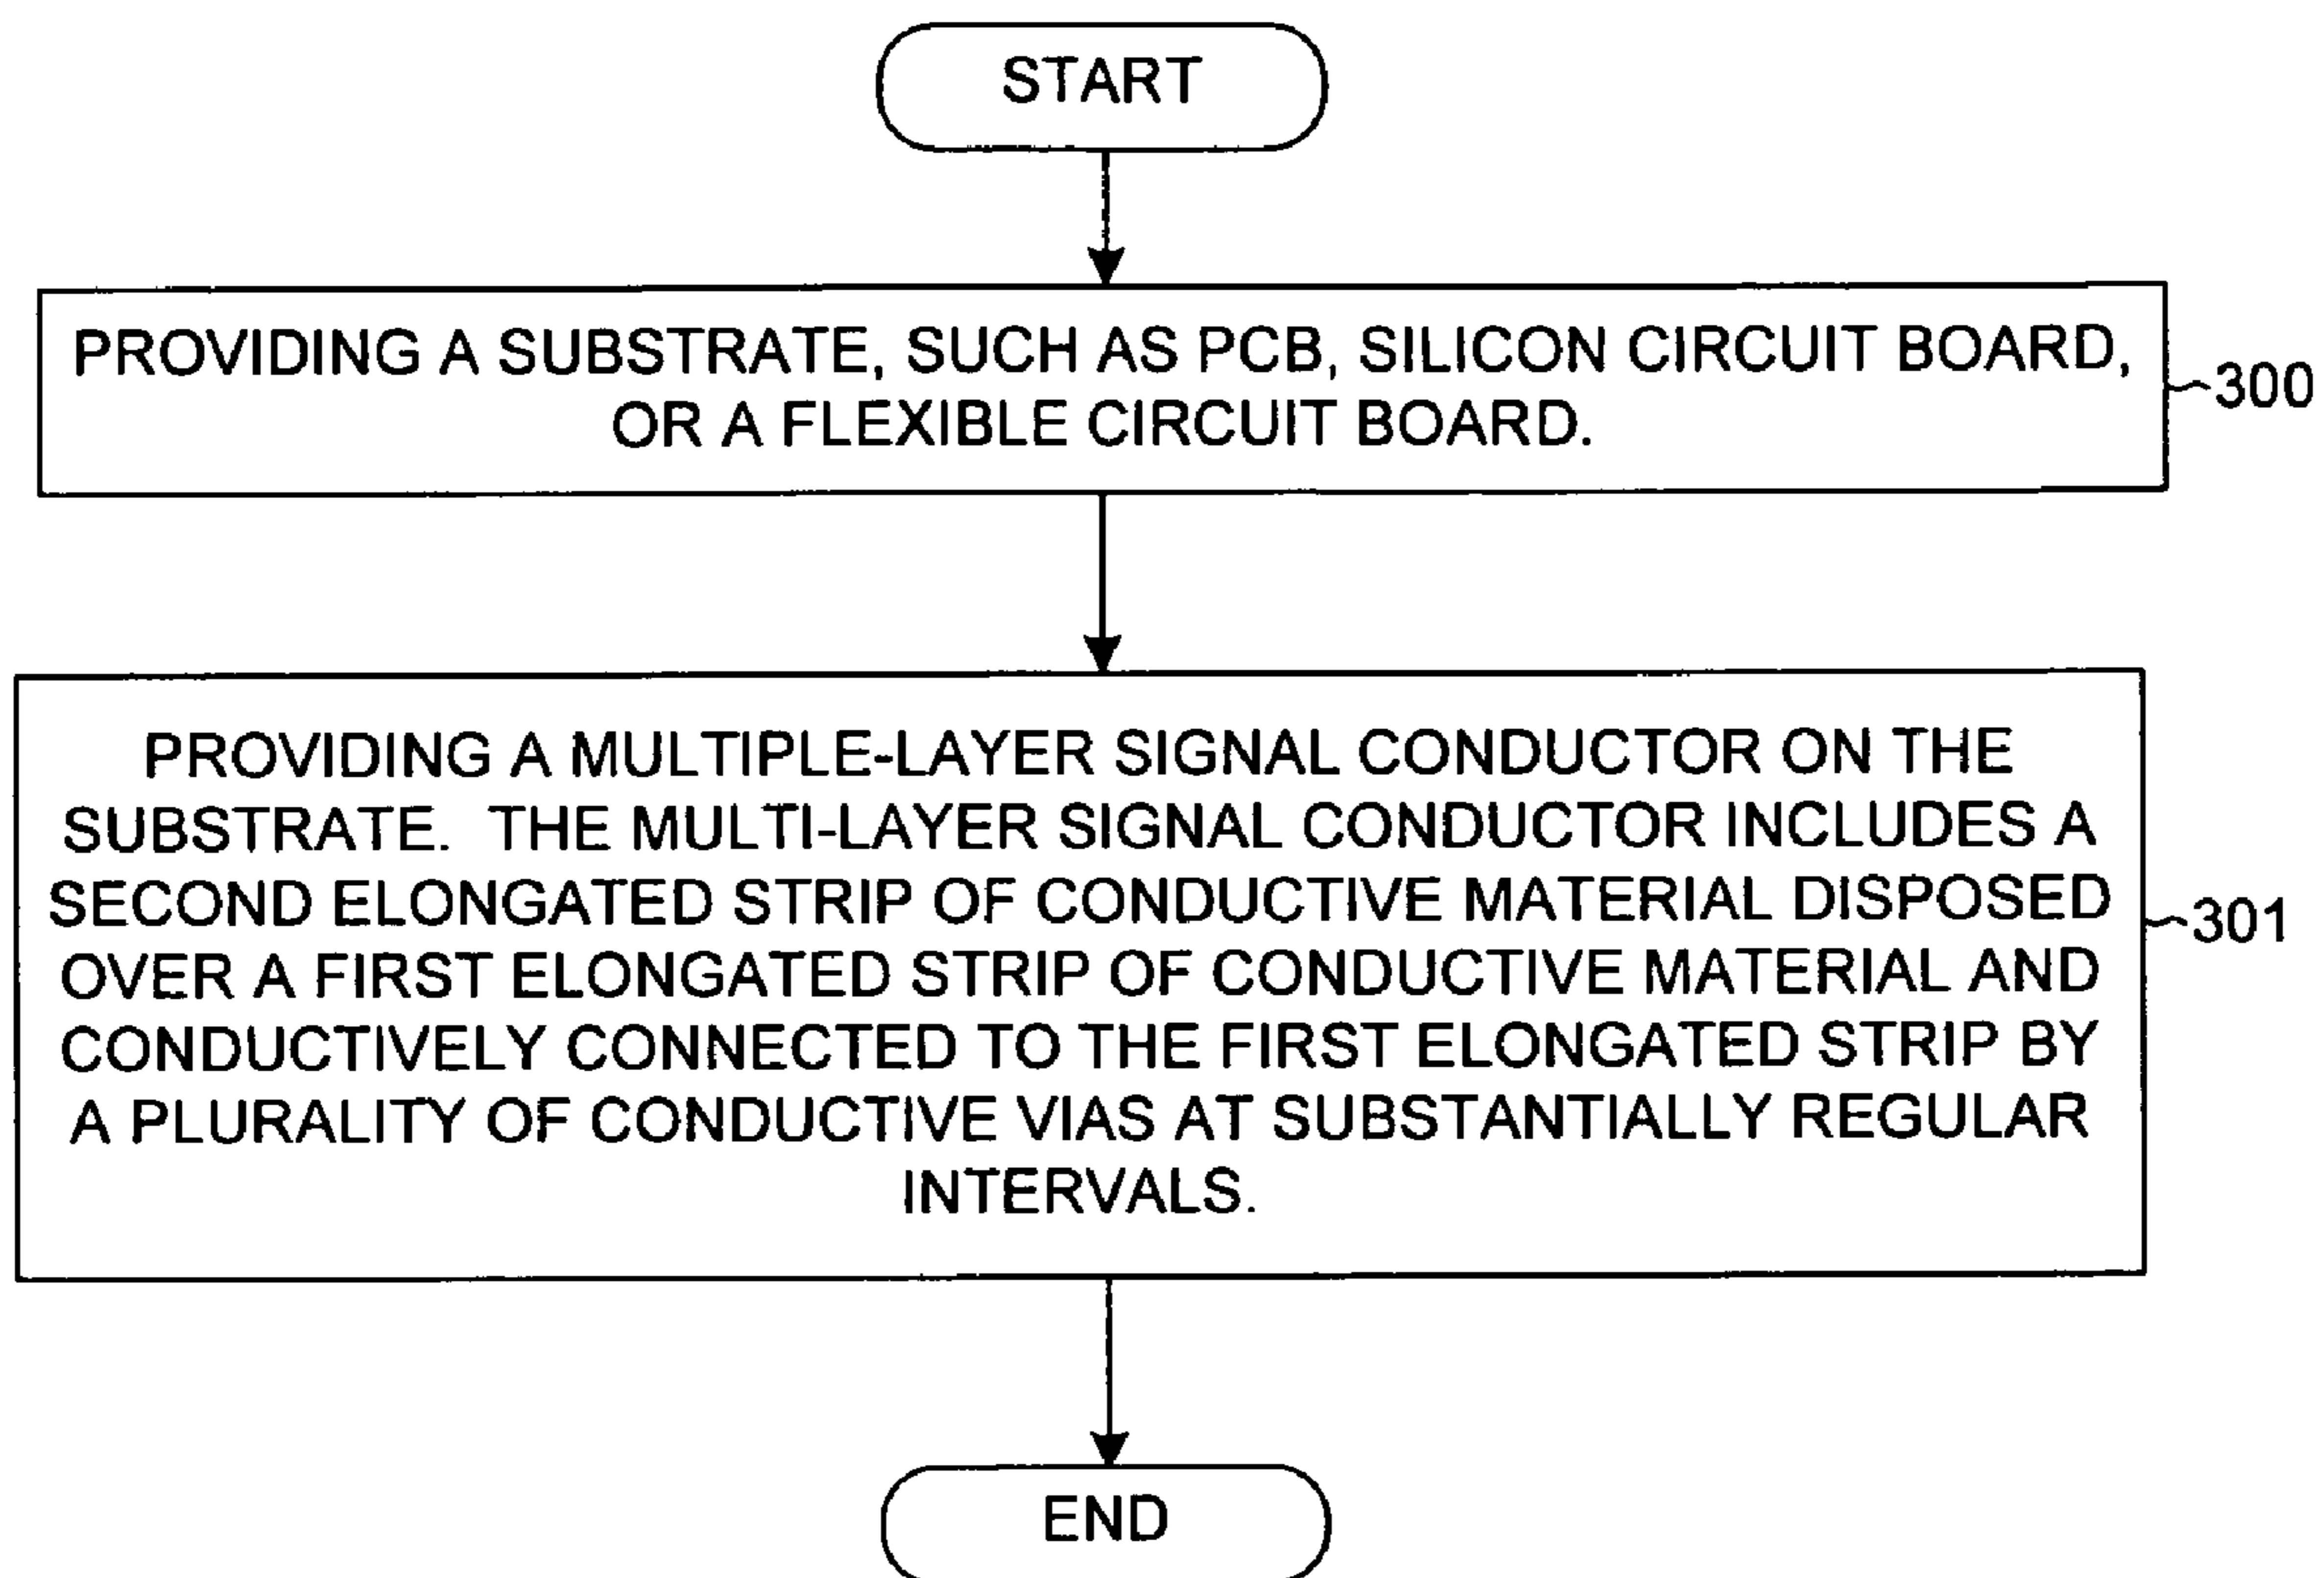 START
PROVIDING A SUBSTRATE, SUCH AS PCB, SILICON CIRCUIT BOARD,
OR A FLEXIBLE CIRCUIT BOARD.
300
PROVIDING A MULTIPLE-LAYER SIGNAL CONDUCTOR ON THE
SUBSTRATE. THE MULTI-LAYER SIGNAL CONDUCTOR INCLUDES A
SECOND ELONGATED STRIP OF CONDUCTIVE MATERIAL DISPOSED
OVER A FIRST ELONGATED STRIP OF CONDUCTIVE MATERIAL AND
CONDUCTIVELY CONNECTED TO THE FIRST ELONGATED STRIP BY
A PLURALITY OF CONDUCTIVE VIAS AT SUBSTANTIALLY REGULAR
INTERVALS.
301
END